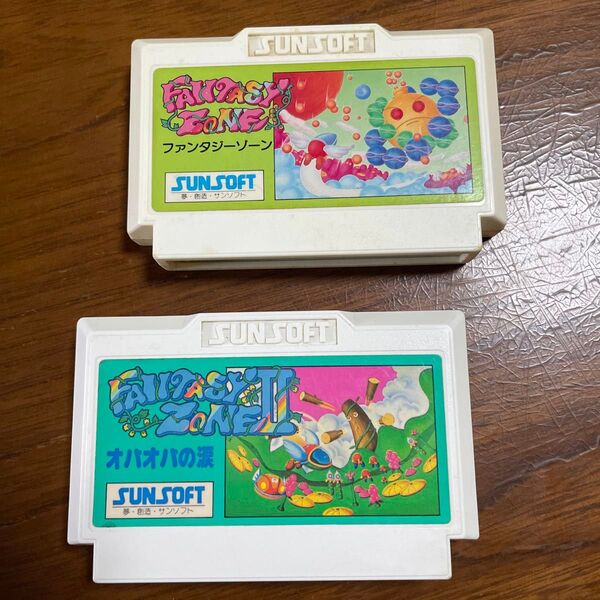 SUNSOFT
FANTASY
ZONE
ファンタジーゾーン
SUNSOFT
夢・創造・サンソフト
SUNSOFT
FANTASY
ZONE II
オパオパの涙
SUNSOFT
夢・創造・サンソフト